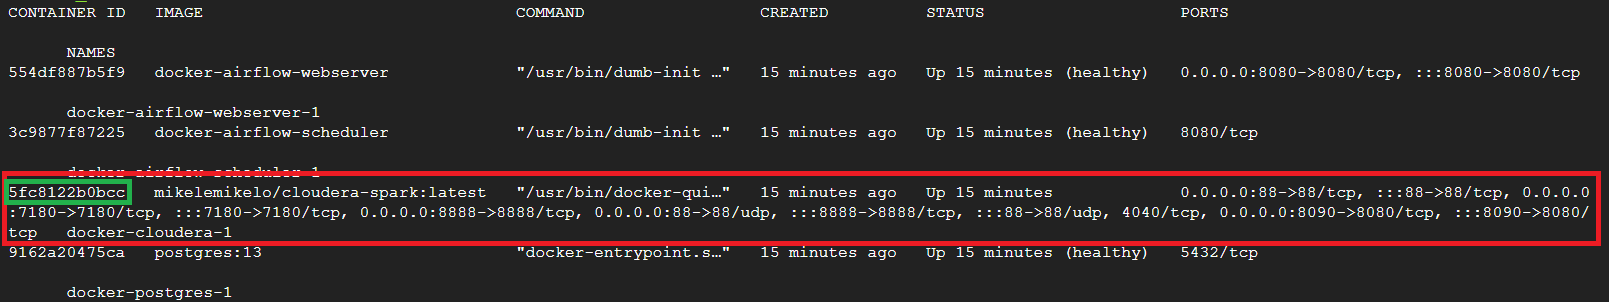 CONTAINER ID IMAGE COMMAND CREATED STATUS PORTS
NAMES
554df887b5f9 docker-airflow-webserver "/usr/bin/dumb-init …" 15 minutes ago Up 15 minutes (healthy) 0.0.0.0:8080->8080/tcp, :::8080->8080/tcp
docker-airflow-webserver-1
3c9877f87225 docker-airflow-scheduler "/usr/bin/dumb-init …" 15 minutes ago Up 15 minutes (healthy) 8080/tcp
docker-airflow-scheduler-1
5fc8122b0bcc mikelemikelo/cloudera-spark:latest "/usr/bin/docker-qui…" 15 minutes ago Up 15 minutes 0.0.0.0:88->88/tcp, :::88->88/tcp, 0.0.0.0
:7180->7180/tcp, :::7180->7180/tcp, 0.0.0.0:8888->8888/tcp, 0.0.0.0:88->88/udp, :::8888->8888/tcp, :::88->88/udp, 4040/tcp, 0.0.0.0:8090->8080/tcp, :::8090->8080/
tcp docker-cloudera-1
9162a20475ca postgres:13 "docker-entrypoint.s…" 15 minutes ago Up 15 minutes (healthy) 5432/tcp
docker-postgres-1